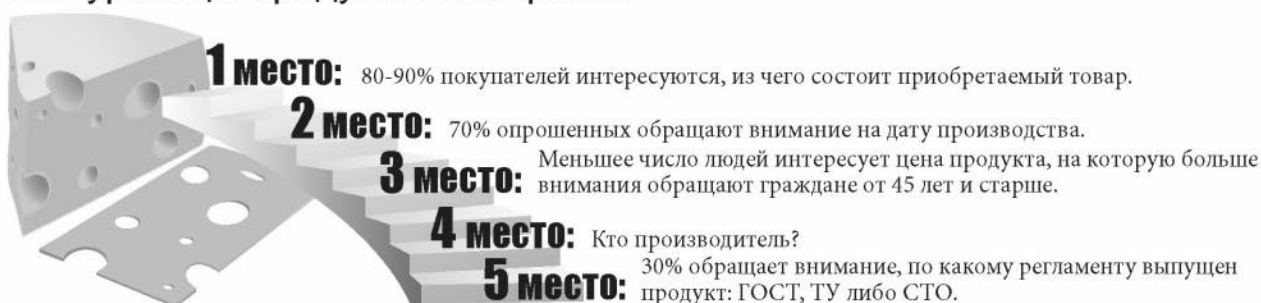 1 место: 80-90% покупателей интересуются, из чего состоит приобретаемый товар.
2 место: 70% опрошенных обращают внимание на дату производства.
3 место: Меньшее число людей интересует цена продукта, на которую больше
внимания обращают граждане от 45 лет и старше.
4 место: Кто производитель?
5 место: 30% обращает внимание, по какому регламенту выпущен
продукт: ГОСТ, ТУ либо СТО.